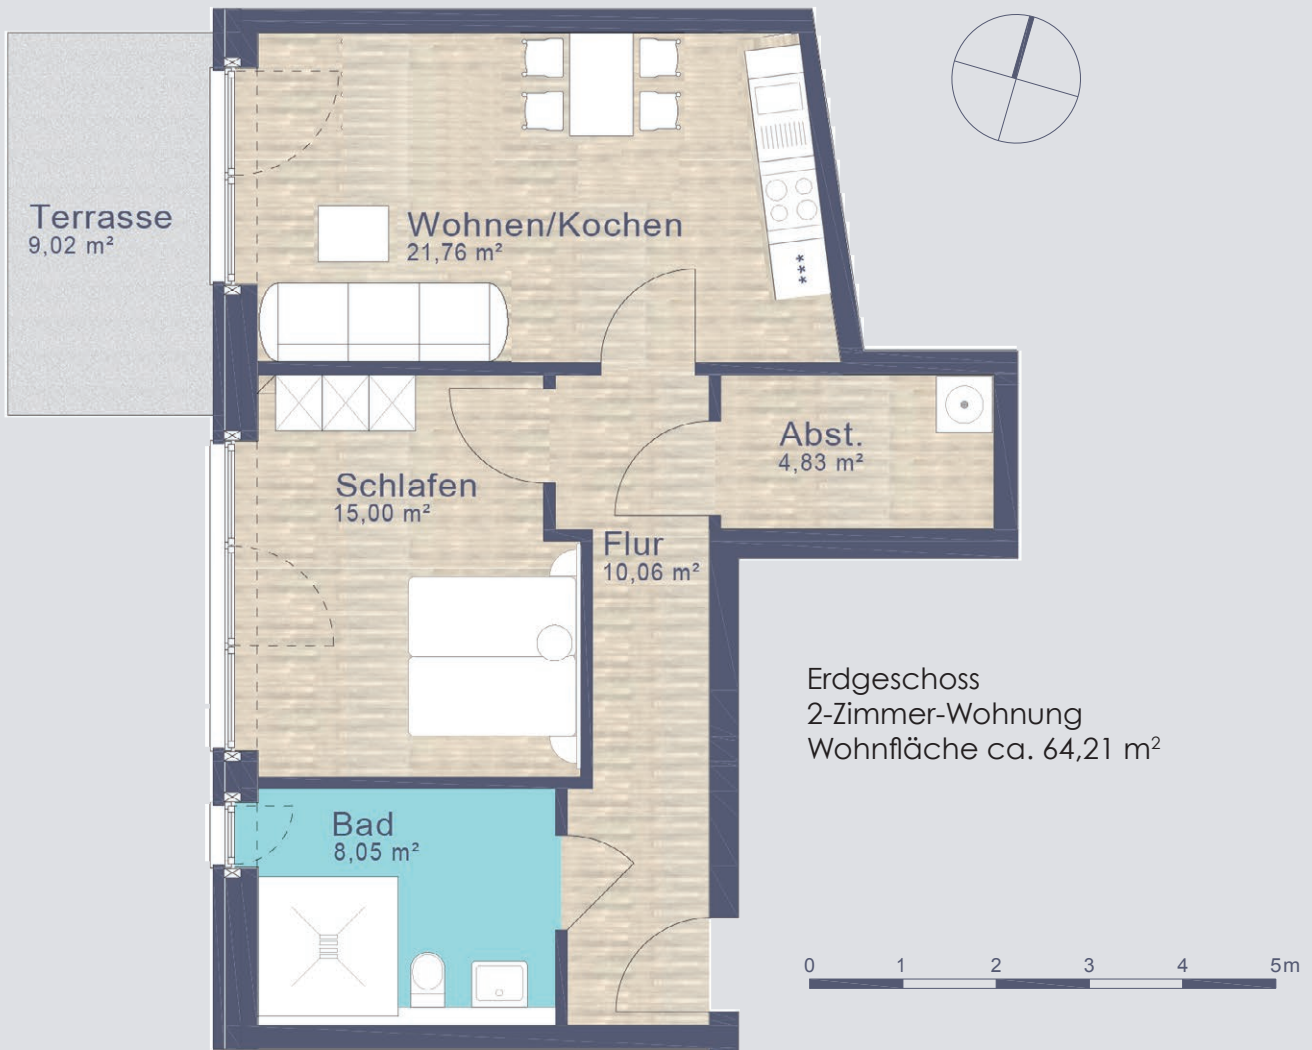 Terrasse
9,02 m²
Wohnen/Kochen
21,76 m²
***
Schlafen
15,00 m²
Abst.
4,83 m²
Flur
10,06 m²
Bad
8,05 m²
Erdgeschoss
2-Zimmer-Wohnung
Wohnfläche ca. 64,21 m²
0 1 2 3 4 5m